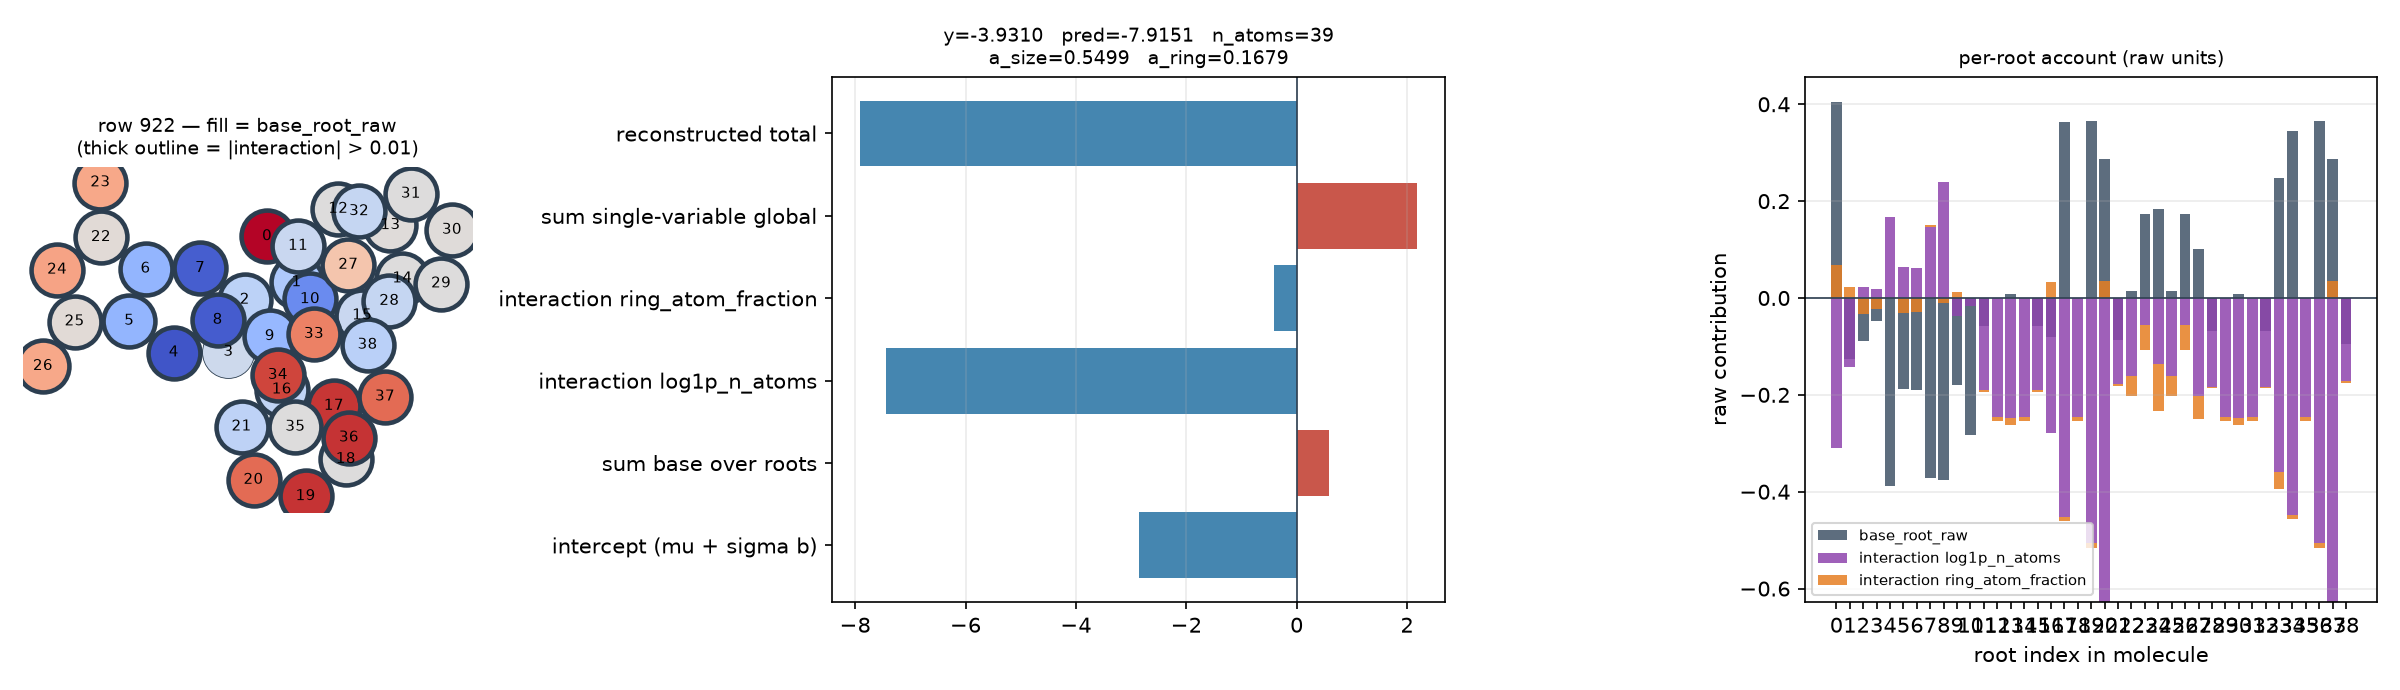 row 922 — fill = base_root_raw
(thick outline = |interaction| > 0.01)
23
22
24
6
7
25
5
26
4
8
2
3
0
11
1
10
9
12
32
13
31
30
27
14
29
28
15
33
38
34
16
17
37
21
35
36
18
20
19
y=-3.9310 pred=-7.9151 n_atoms=39
a_size=0.5499 a_ring=0.1679
reconstructed total
sum single-variable global
interaction ring_atom_fraction
interaction log1p_n_atoms
sum base over roots
intercept (mu + sigma b)
−8 −6 −4 −2 0 2
per-root account (raw units)
raw contribution
0.4
0.2
0.0
−0.2
−0.4
−0.6
base_root_raw
interaction log1p_n_atoms
interaction ring_atom_fraction
root index in molecule